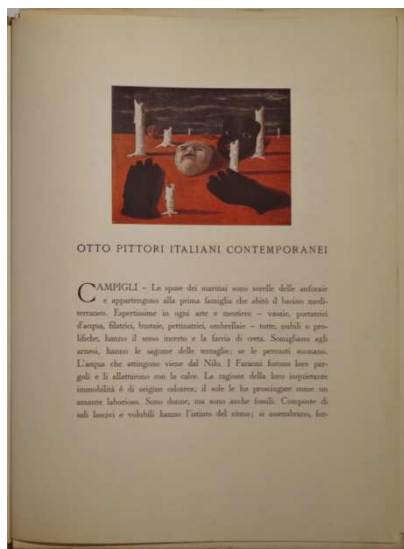 OTTO PITTORI ITALIANI CONTEMPORANEI
CAMPIGLI – Le spose dei marinai sono sorelle delle anforaie
e appartengono alla prima famiglia che abitò il bacino medi-
terraneo. Espertissime in ogni arte e mestiere – vasaie, portatrici
d'acqua, filatrici, bustaie, pettinatrici, ombrellaie – tutte, nubili o pro-
lifiche, hanno il seno incerto e la faccia di creta. Somigliano agli
arnesi, hanno le sagome delle terraglie; se le percuoti suonano.
L'acqua che attingono viene dal Nilo. I Faraoni furono loro par-
goli e li allattarono con la calce. La ragione della loro inquietante
immobilità è di origine calcarea; il sole le ha prosciugate come un
amante laborioso. Sono donne, ma sono anche fossili. Composte di
sali lascivi e volubili hanno l'istinto del ritmo; si assembrano, for-